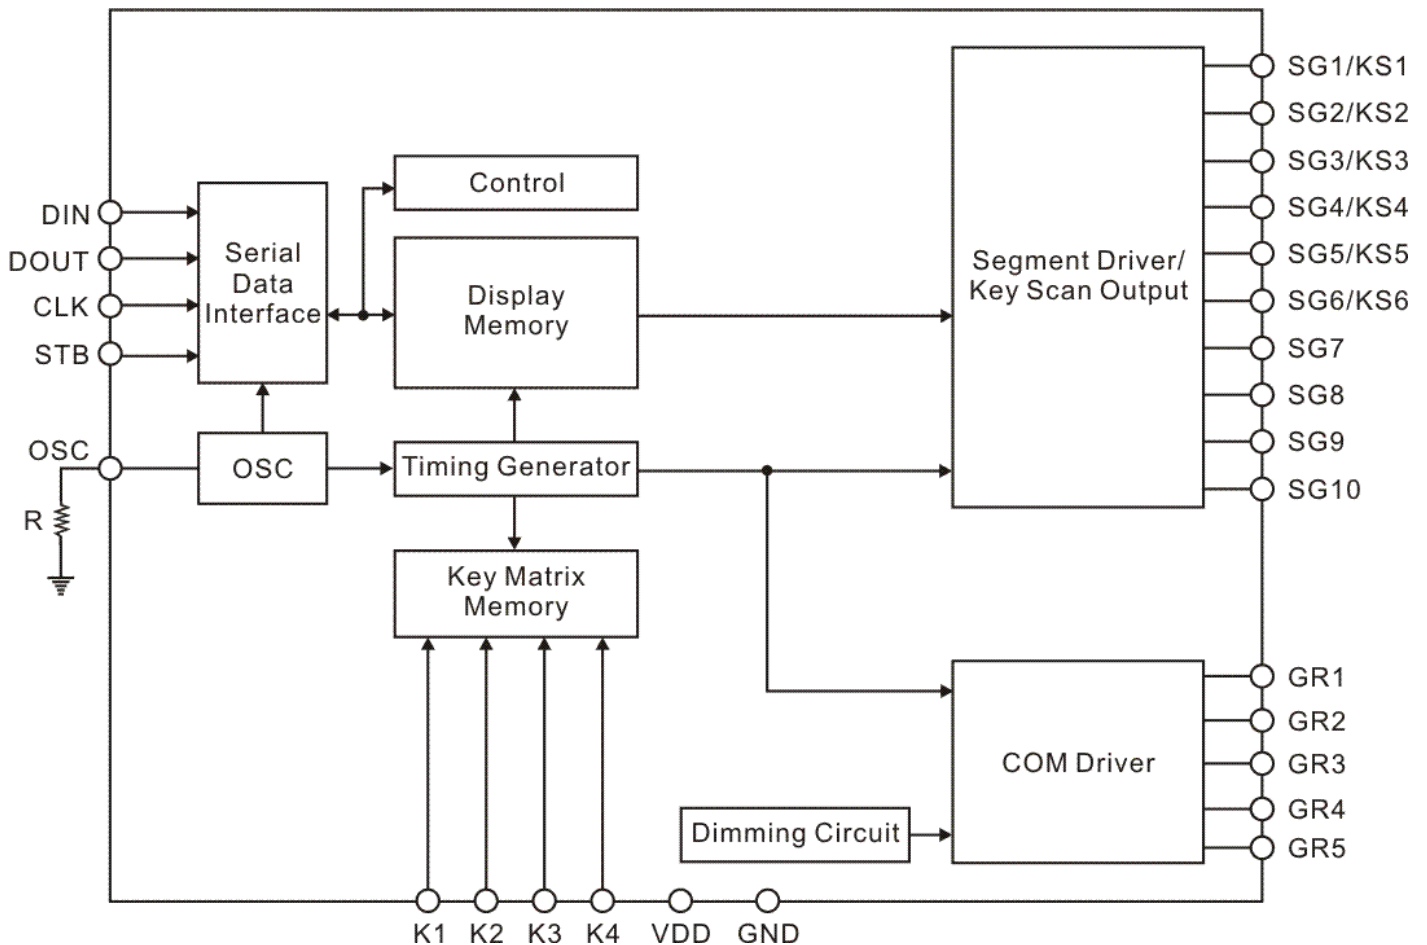 DIN
DOUT
CLK
STB
OSC
R
Serial
Data
Interface
OSC
Control
Display
Memory
Timing Generator
Key Matrix
Memory
Segment Driver/
Key Scan Output
COM Driver
Dimming Circuit
SG1/KS1
SG2/KS2
SG3/KS3
SG4/KS4
SG5/KS5
SG6/KS6
SG7
SG8
SG9
SG10
GR1
GR2
GR3
GR4
GR5
K1 K2 K3 K4 VDD GND